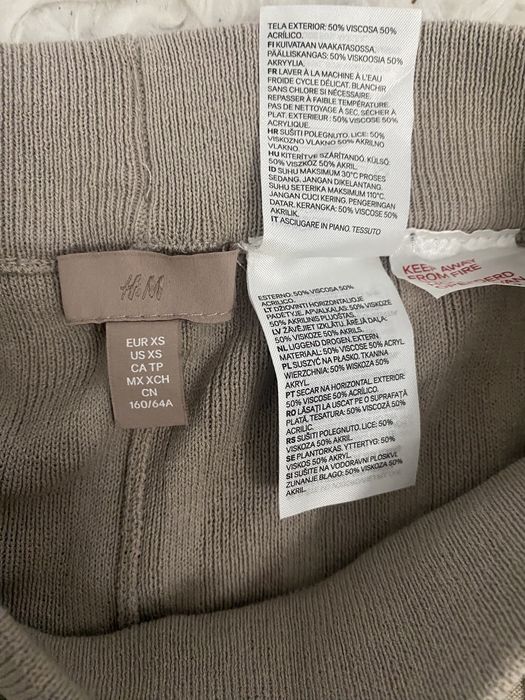 TELA EXTERIOR: 50% VISCOSA 50%
ACRÍLICO.
FI KUIVATAAN VAAKATASOSSA.
PÄÄLLISKANGAS: 50% VISKOOSIA 50%
AKRYYLIA.
FR LAVER À LA MACHINE À L'EAU
FROIDE CYCLE DÉLICAT. BLANCHIR
SANS CHLORE SI NÉCESSAIRE.
REPASSER À FAIBLE TEMPÉRATURE.
PAS DE NETTOYAGE À SEC. SÉCHER À
PLAT. EXTERIEUR : 50% VISCOSE 50%
ACRYLIQUE.
HR SUŠITI POLEGNUTO. LICE: 50%
VISKOZNO VLAKNO 50% AKRILNO
VLAKNO.
HU KITERÍTVE SZÁRÍTANDÓ. KÜLSŐ:
50% VISZKÓZ 50% AKRIL.
ID SUHU MAKSIMUM 30°C PROSES
SEDANG. JANGAN DIKELANTANG.
SUHU SETERIKA MAKSIMUM 110°C.
JANGAN CUCI KERING. PENGERINGAN
DATAR. KERANGKA: 50% VISCOSE 50%
AKRILIK.
IT ASCIUGARE IN PIANO. TESSUTO
ESTERNO: 50% VISCOSA 50%
ACRILICO.
LT DŽIOVINTI HORIZONTALIOJE
PADĖTYJE. APVALKALAS: 50% VISKOZĖ
50% AKRILINIS PLUOŠTAS.
LV ŽĀVĒJIET IZKLĀTU. ĀRĒJĀ DAĻA:
50% VISKOZE 50% AKRILS.
NL LIGGEND DROGEN. EXTERN
MATERIAAL: 50% VISCOSE 50% ACRYL.
PL SUSZYĆ NA PŁASKO. TKANINA
WIERZCHNIA: 50% WISKOZA 50%
AKRYL.
PT SECAR NA HORIZONTAL. EXTERIOR:
50% VISCOSE 50% ACRÍLICO.
RO LĂSAȚI LA USCAT PE O SUPRAFAȚĂ
PLATĂ. TESATURA: 50% VISCOZĂ 50%
ACRILIC.
RS SUŠITI POLEGNUTO. LICE: 50%
VISKOZA 50% AKRIL.
SE PLANTORKAS. YTTERTYG: 50%
VISKOS 50% AKRYL.
SI SUŠITE NA VODORAVNI PLOSKVI.
ZUNANJE BLAGO: 50% VISKOZA 50%
AKRIL.
H&M
EUR XS
US XS
CA TP
MX XCH
CN
160/64A
KEEP AWAY
FROM FIRE